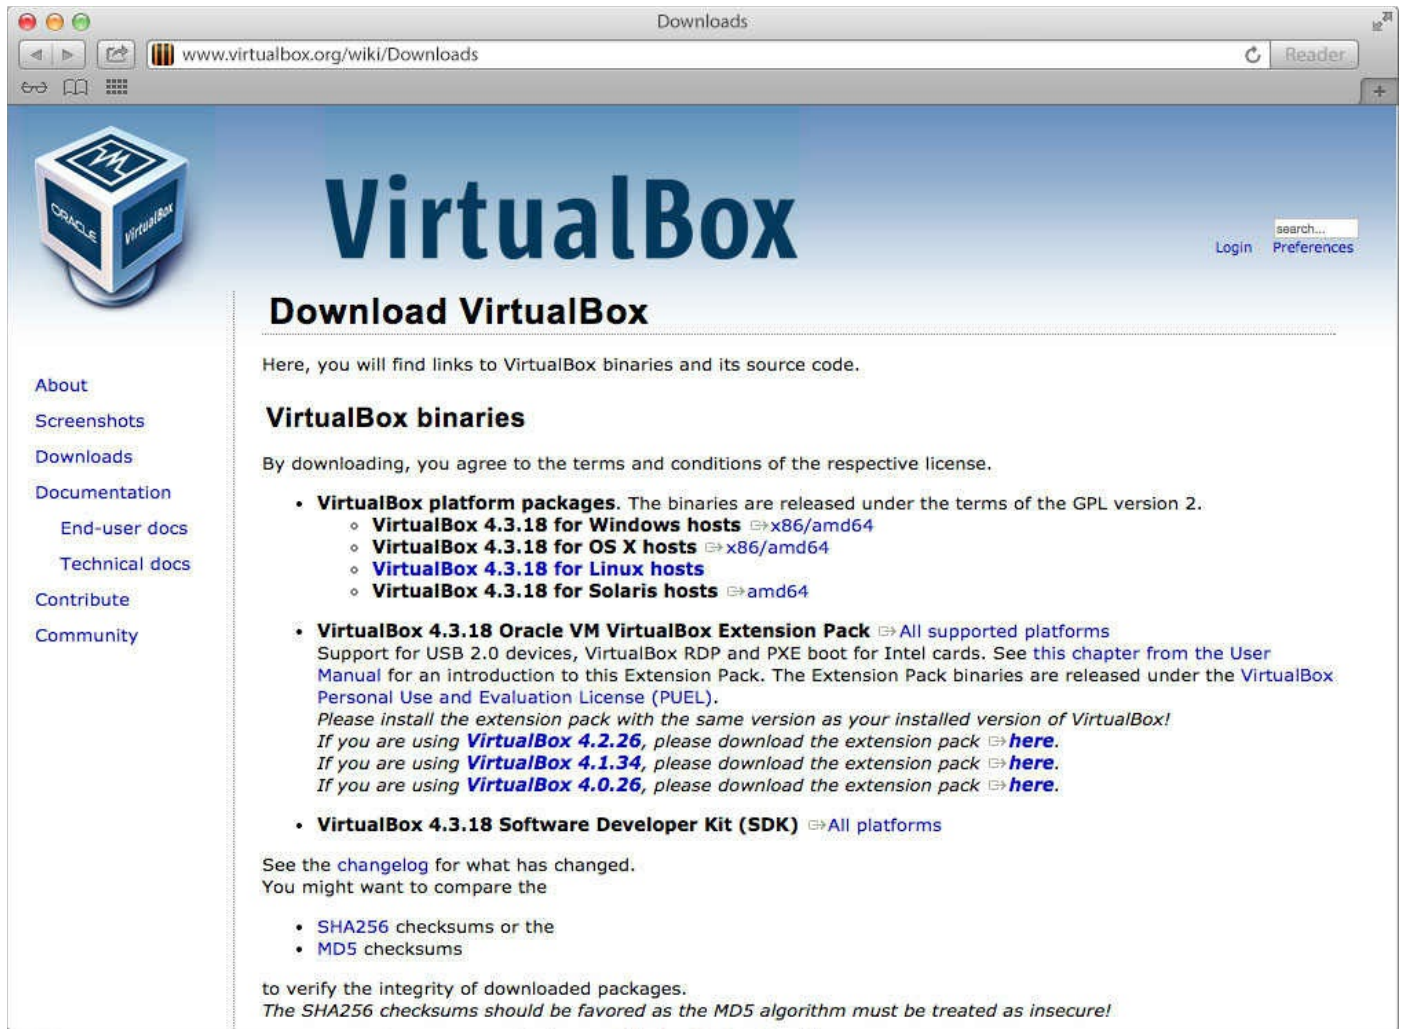 Downloads
www.virtualbox.org/wiki/Downloads
Reader
ORACLE
VirtualBox
VirtualBox
search...
Login Preferences
Download VirtualBox
Here, you will find links to VirtualBox binaries and its source code.
About
Screenshots
Downloads
Documentation
End-user docs
Technical docs
Contribute
Community
VirtualBox binaries
By downloading, you agree to the terms and conditions of the respective license.
• VirtualBox platform packages. The binaries are released under the terms of the GPL version 2.
◦ VirtualBox 4.3.18 for Windows hosts x86/amd64
◦ VirtualBox 4.3.18 for OS X hosts x86/amd64
◦ VirtualBox 4.3.18 for Linux hosts
◦ VirtualBox 4.3.18 for Solaris hosts amd64
• VirtualBox 4.3.18 Oracle VM VirtualBox Extension Pack All supported platforms
Support for USB 2.0 devices, VirtualBox RDP and PXE boot for Intel cards. See this chapter from the User
Manual for an introduction to this Extension Pack. The Extension Pack binaries are released under the VirtualBox
Personal Use and Evaluation License (PUEL).
Please install the extension pack with the same version as your installed version of VirtualBox!
If you are using VirtualBox 4.2.26, please download the extension pack here.
If you are using VirtualBox 4.1.34, please download the extension pack here.
If you are using VirtualBox 4.0.26, please download the extension pack here.
• VirtualBox 4.3.18 Software Developer Kit (SDK) All platforms
See the changelog for what has changed.
You might want to compare the
• SHA256 checksums or the
• MD5 checksums
to verify the integrity of downloaded packages.
The SHA256 checksums should be favored as the MD5 algorithm must be treated as insecure!